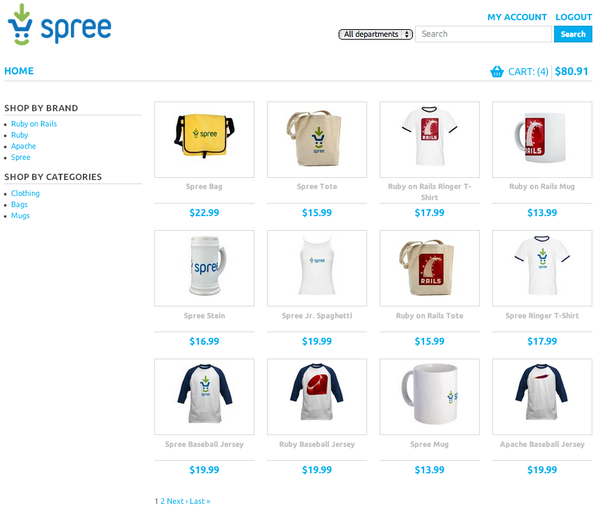 spree
MY ACCOUNT LOGOUT
All departments Search Search
HOME
CART: (4) $80.91
SHOP BY BRAND
Ruby on Rails
Ruby
Apache
Spree
SHOP BY CATEGORIES
Clothing
Bags
Mugs
spree
spree
RAILS
RAILS
Spree Bag
Spree Tote
Ruby on Rails Ringer T-
Shirt
Ruby on Rails Mug
$22.99
$15.99
$17.99
$13.99
spree
spree
RAILS
spree
Spree Stein
Spree Jr. Spaghetti
Ruby on Rails Tote
Spree Ringer T-Shirt
$16.99
$19.99
$15.99
$17.99
spree
Spree Baseball Jersey
Ruby Baseball Jersey
Spree Mug
Apache Baseball Jersey
$19.99
$19.99
$13.99
$19.99
1 2 Next › Last »